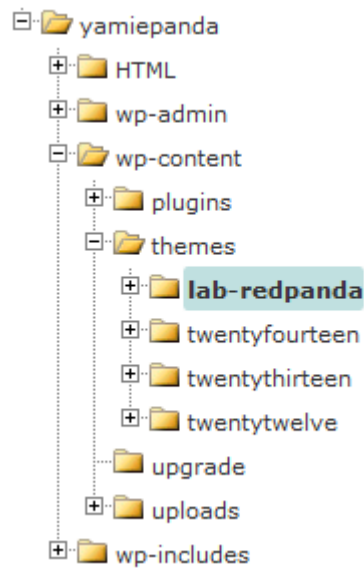 yamiepanda
HTML
wp-admin
wp-content
plugins
themes
lab-redpanda
twentyfourteen
twentythirteen
twentytwelve
upgrade
uploads
wp-includes